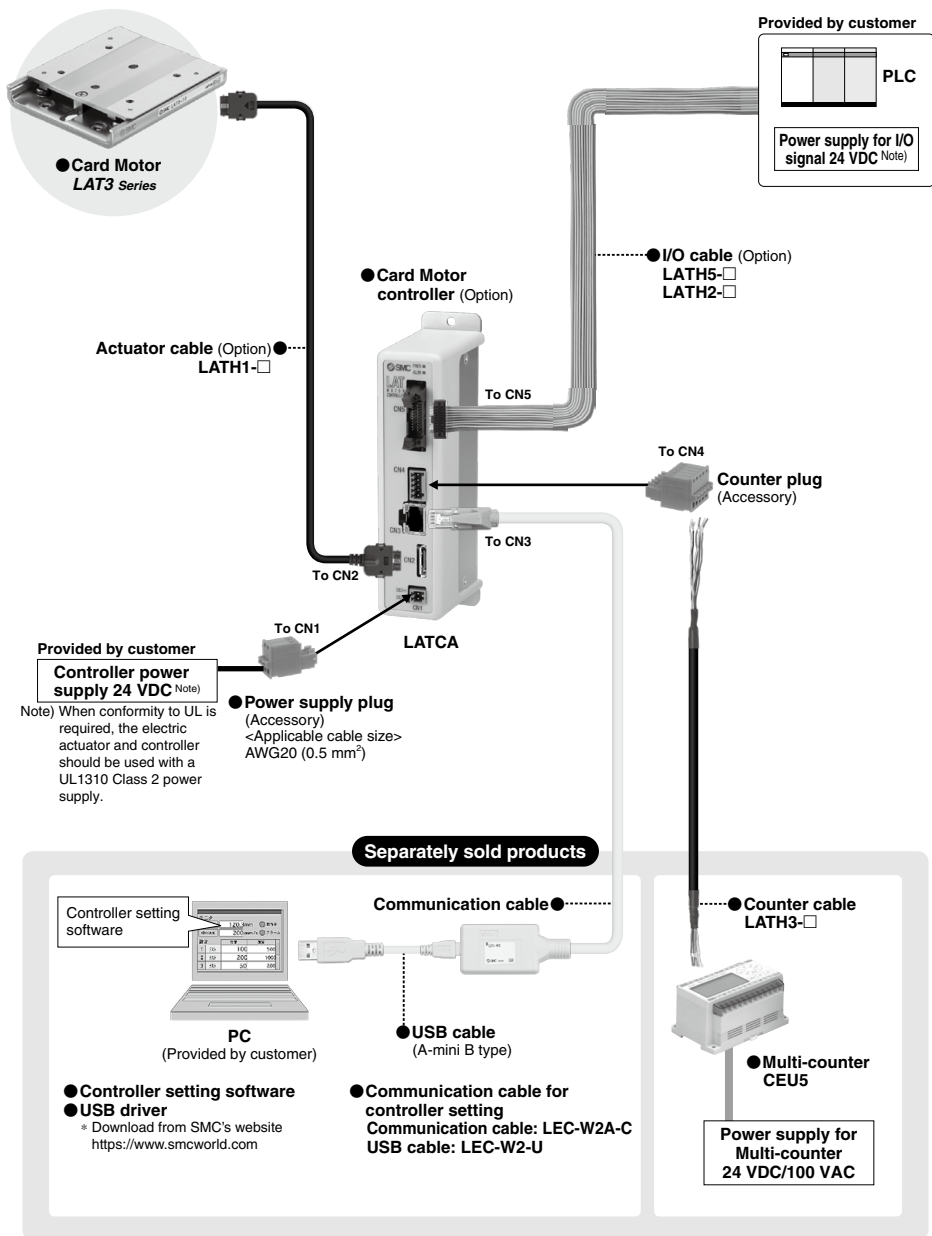 Provided by customer
PLC
Power supply for I/O
signal 24 VDC Note)
●Card Motor
LAT3 Series
●I/O cable (Option)
LATH5-□
LATH2-□
●Card Motor
controller (Option)
Actuator cable (Option)●
LATH1-□
SMC
LAT
CN5
To CN5
To CN4
CN4
Counter plug
(Accessory)
CN3
To CN3
CN2
To CN2
CN1
LATCA
To CN1
Provided by customer
Controller power
supply 24 VDC Note)
●Power supply plug
(Accessory)
<Applicable cable size>
AWG20 (0.5 mm²)
Note) When conformity to UL is
required, the electric
actuator and controller
should be used with a
UL1310 Class 2 power
supply.
Separately sold products
Controller setting
software
Communication cable●
●Counter cable
LATH3-□
PC
(Provided by customer)
●USB cable
(A-mini B type)
●Multi-counter
CEU5
●Controller setting software
●USB driver
* Download from SMC's website
https://www.smcworld.com
●Communication cable for
controller setting
Communication cable: LEC-W2A-C
USB cable: LEC-W2-U
Power supply for
Multi-counter
24 VDC/100 VAC